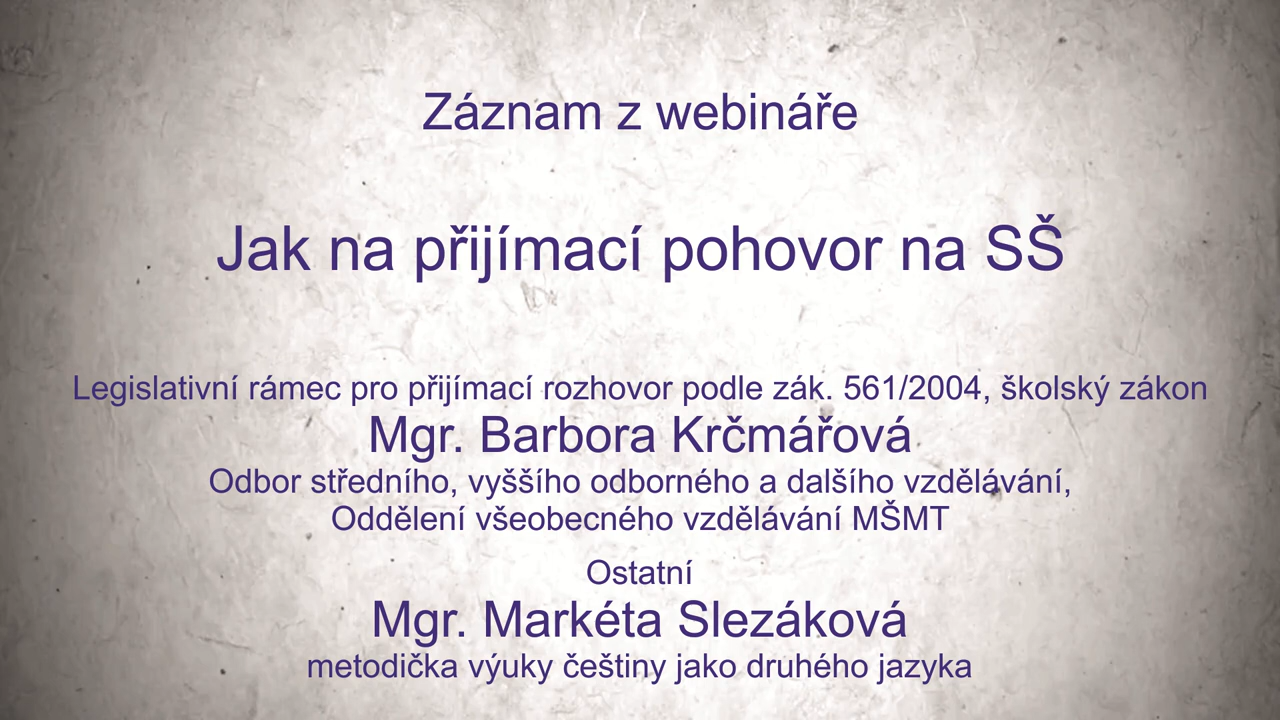 Záznam z webináře
Jak na přijímací pohovor na SŠ
Legislativní rámec pro přijímací rozhovor podle zák. 561/2004, školský zákon
Mgr. Barbora Krčmářová
Odbor středního, vyššího odborného a dalšího vzdělávání,
Oddělení všeobecného vzdělávání MŠMT
Ostatní
Mgr. Markéta Slezáková
metodička výuky češtiny jako druhého jazyka